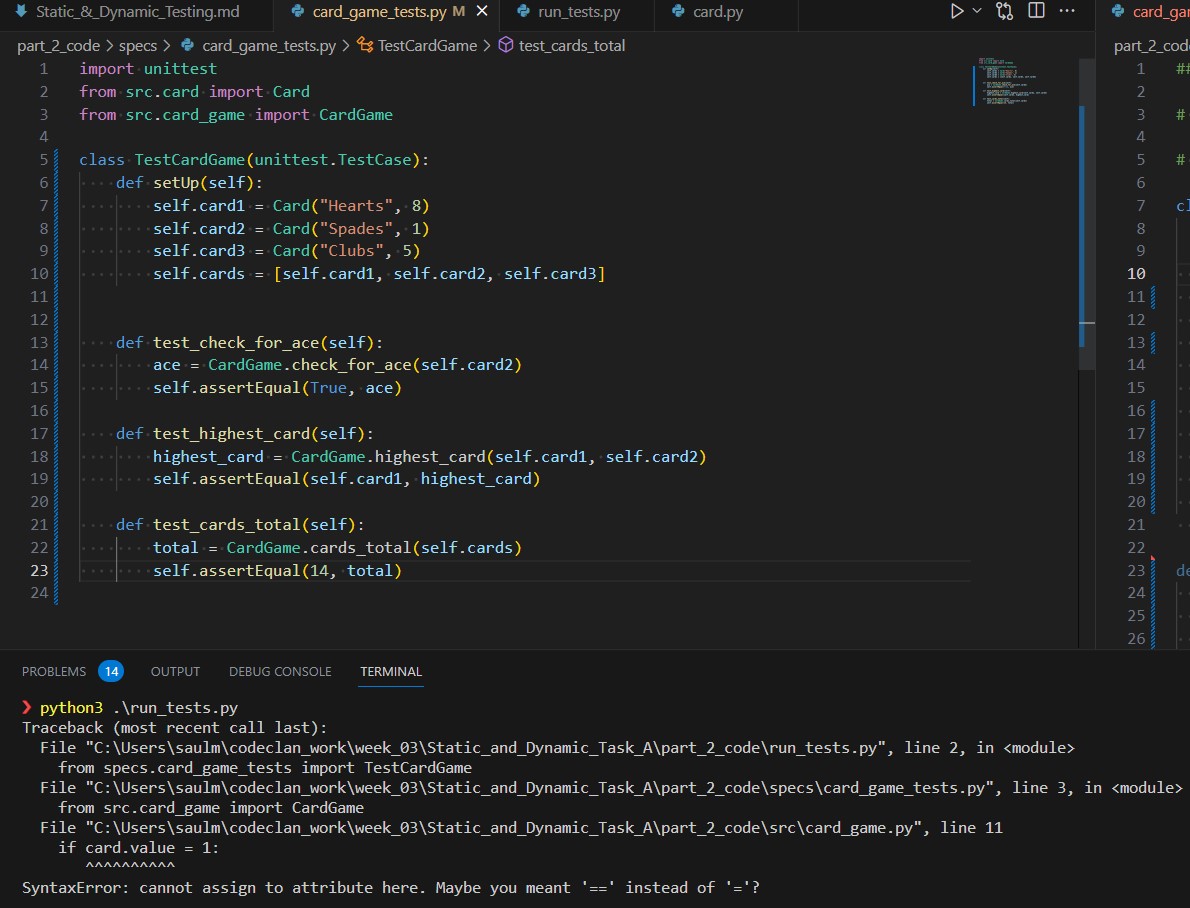 Static_&_Dynamic_Testing.md card_game_tests.py M × run_tests.py card.py card_gam
part_2_code > specs > card_game_tests.py > TestCardGame > test_cards_total part_2_code
1 import unittest
2 from src.card import Card
3 from src.card_game import CardGame
4
5 class TestCardGame(unittest.TestCase):
6 def setUp(self):
7 self.card1 = Card("Hearts", 8)
8 self.card2 = Card("Spades", 1)
9 self.card3 = Card("Clubs", 5)
10 self.cards = [self.card1, self.card2, self.card3]
11
12
13 def test_check_for_ace(self):
14 ace = CardGame.check_for_ace(self.card2)
15 self.assertEqual(True, ace)
16
17 def test_highest_card(self):
18 highest_card = CardGame.highest_card(self.card1, self.card2)
19 self.assertEqual(self.card1, highest_card)
20
21 def test_cards_total(self):
22 total = CardGame.cards_total(self.cards)
23 self.assertEqual(14, total)
24
1 ##
2
3 #
4
5 #
6
7 cl
8
9
10
11
12
13
14
15
16
17
18
19
20
21
22
23 de
24
25
26
PROBLEMS 14 OUTPUT DEBUG CONSOLE TERMINAL
❯ python3 .\run_tests.py
Traceback (most recent call last):
File "C:\Users\saulm\codeclan_work\week_03\Static_and_Dynamic_Task_A\part_2_code\run_tests.py", line 2, in <module>
from specs.card_game_tests import TestCardGame
File "C:\Users\saulm\codeclan_work\week_03\Static_and_Dynamic_Task_A\part_2_code\specs\card_game_tests.py", line 3, in <module>
from src.card_game import CardGame
File "C:\Users\saulm\codeclan_work\week_03\Static_and_Dynamic_Task_A\part_2_code\src\card_game.py", line 11
if card.value = 1:
^^^^^^^^^^
SyntaxError: cannot assign to attribute here. Maybe you meant '==' instead of '='?